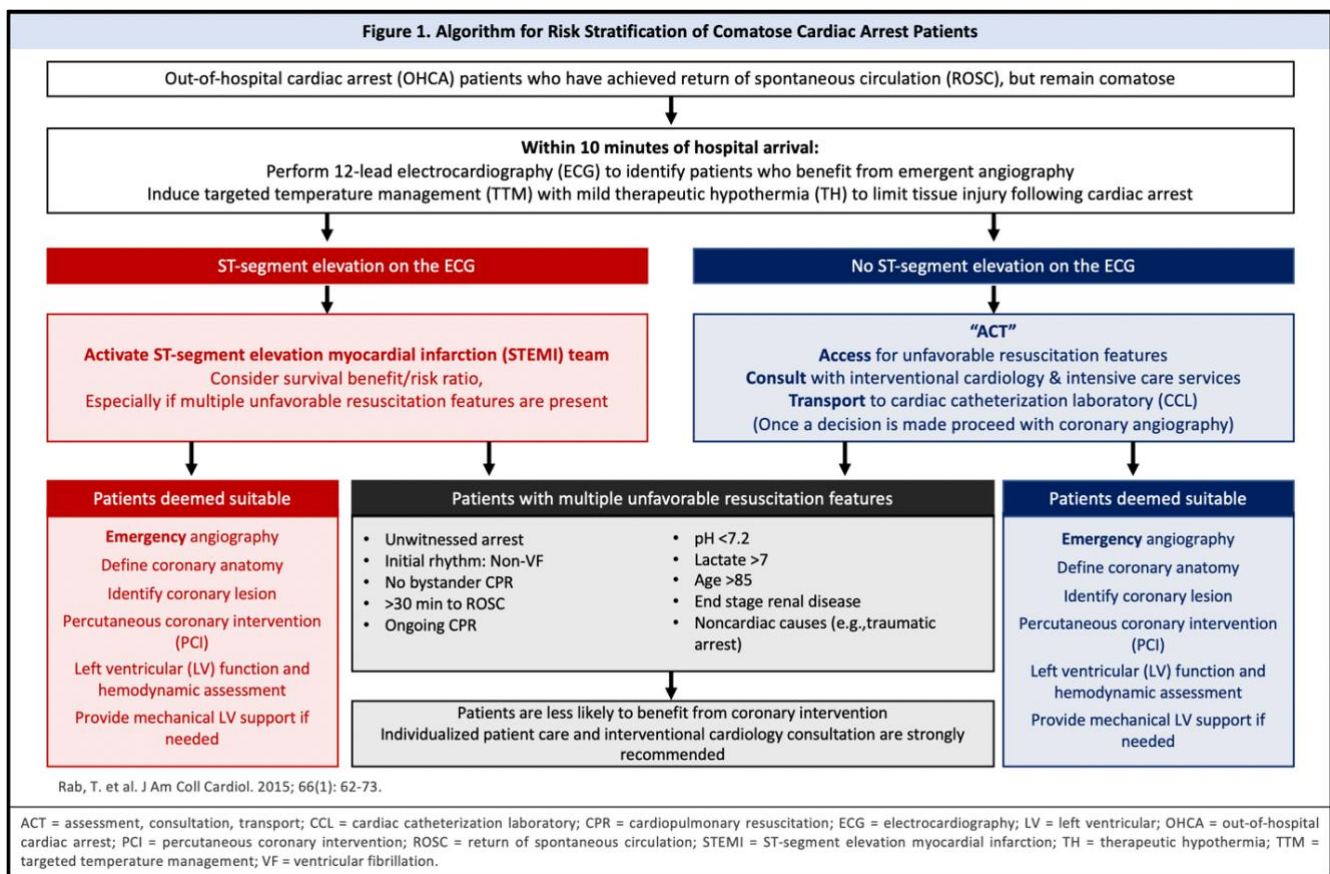 Figure 1. Algorithm for Risk Stratification of Comatose Cardiac Arrest Patients
Out-of-hospital cardiac arrest (OHCA) patients who have achieved return of spontaneous circulation (ROSC), but remain comatose
Within 10 minutes of hospital arrival:
Perform 12-lead electrocardiography (ECG) to identify patients who benefit from emergent angiography
Induce targeted temperature management (TTM) with mild therapeutic hypothermia (TH) to limit tissue injury following cardiac arrest
ST-segment elevation on the ECG
Activate ST-segment elevation myocardial infarction (STEMI) team
Consider survival benefit/risk ratio,
Especially if multiple unfavorable resuscitation features are present
No ST-segment elevation on the ECG
“ACT”
Access for unfavorable resuscitation features
Consult with interventional cardiology & intensive care services
Transport to cardiac catheterization laboratory (CCL)
(Once a decision is made proceed with coronary angiography)
Patients deemed suitable
Emergency angiography
Define coronary anatomy
Identify coronary lesion
Percutaneous coronary intervention
(PCI)
Left ventricular (LV) function and
hemodynamic assessment
Provide mechanical LV support if
needed
Patients with multiple unfavorable resuscitation features
• Unwitnessed arrest
• Initial rhythm: Non-VF
• No bystander CPR
• >30 min to ROSC
• Ongoing CPR
• pH <7.2
• Lactate >7
• Age >85
• End stage renal disease
• Noncardiac causes (e.g.,traumatic
arrest)
Patients are less likely to benefit from coronary intervention
Individualized patient care and interventional cardiology consultation are strongly
recommended
Patients deemed suitable
Emergency angiography
Define coronary anatomy
Identify coronary lesion
Percutaneous coronary intervention
(PCI)
Left ventricular (LV) function and
hemodynamic assessment
Provide mechanical LV support if
needed
Rab, T. et al. J Am Coll Cardiol. 2015; 66(1): 62-73.
ACT = assessment, consultation, transport; CCL = cardiac catheterization laboratory; CPR = cardiopulmonary resuscitation; ECG = electrocardiography; LV = left ventricular; OHCA = out-of-hospital
cardiac arrest; PCI = percutaneous coronary intervention; ROSC = return of spontaneous circulation; STEMI = ST-segment elevation myocardial infarction; TH = therapeutic hypothermia; TTM =
targeted temperature management; VF = ventricular fibrillation.